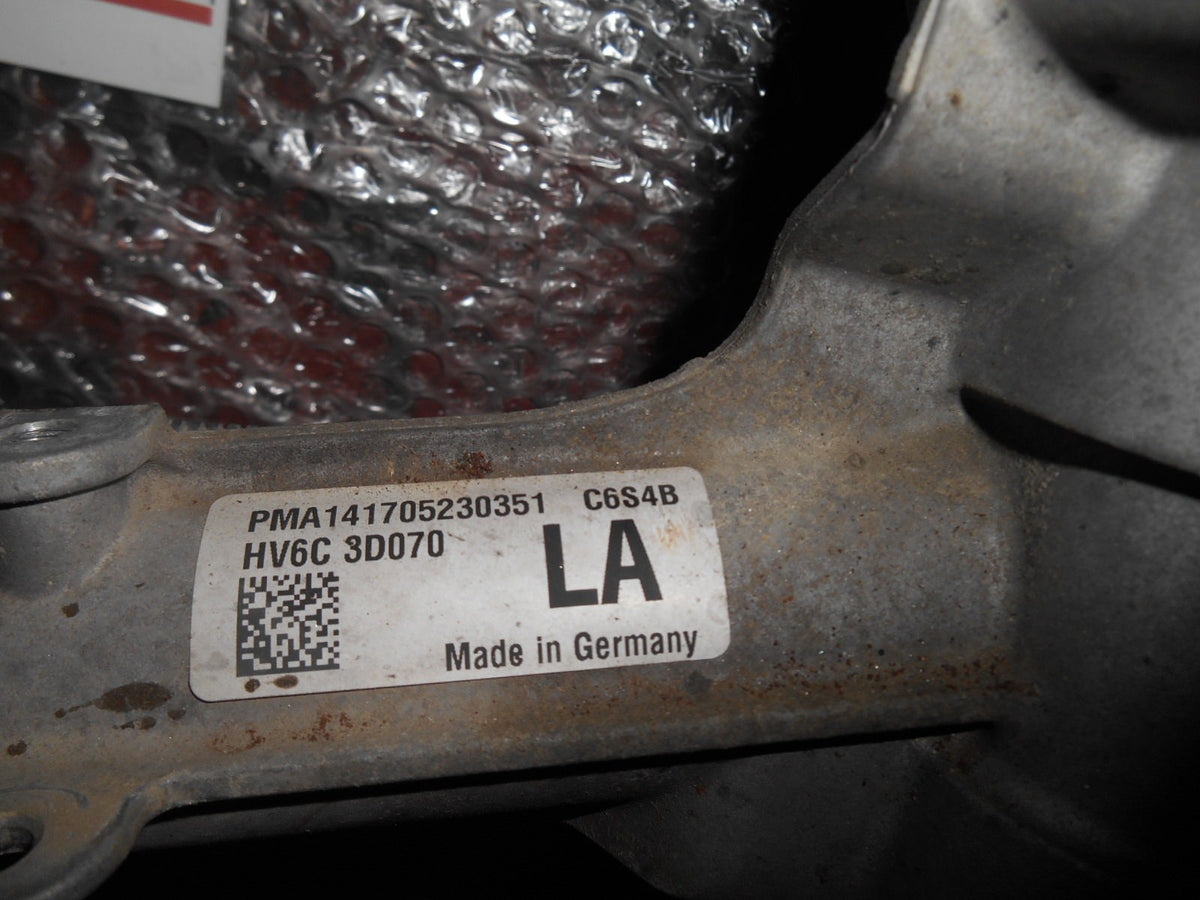 PMA141705230351 C6S4B
HV6C 3D070
LA
Made in Germany